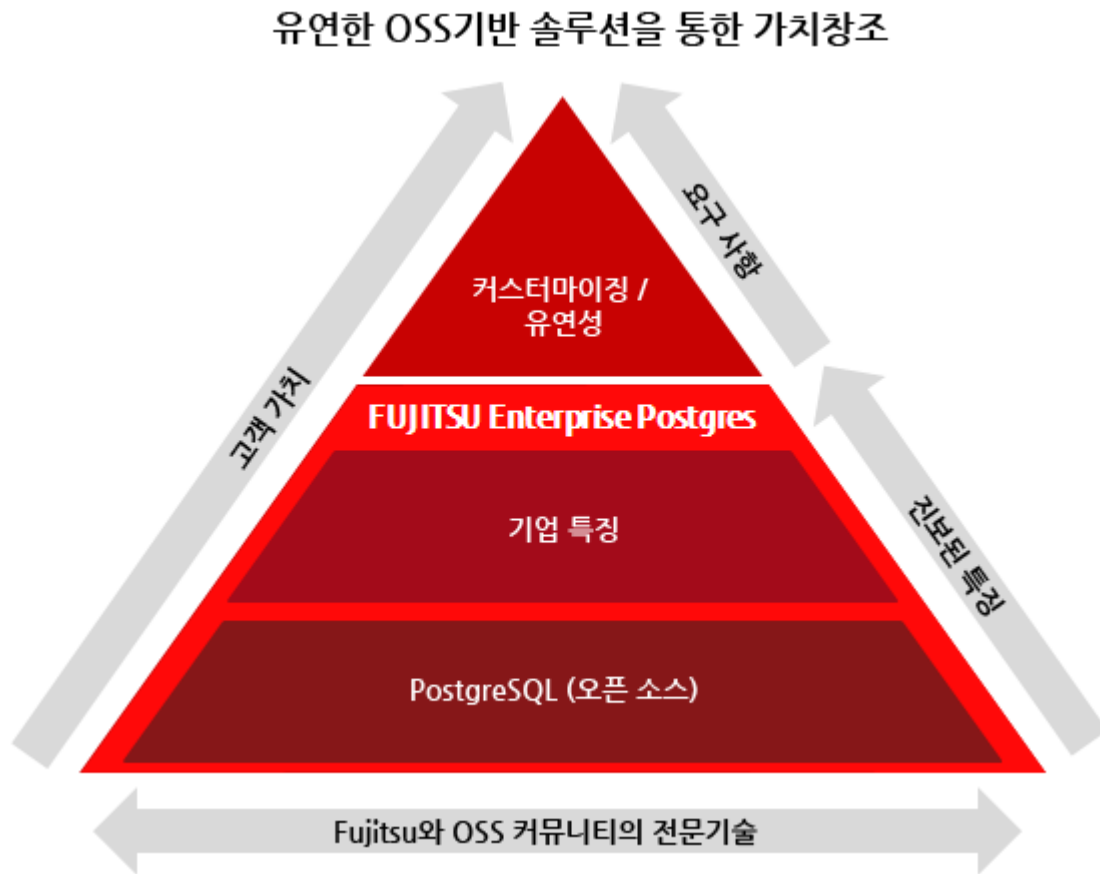 유연한 OSS기반 솔루션을 통한 가치창조
요구 사항
커스터마이징 /
유연성
고객 가치
FUJITSU Enterprise Postgres
기업 특징
진보된 특징
PostgreSQL (오픈 소스)
Fujitsu와 OSS 커뮤니티의 전문기술